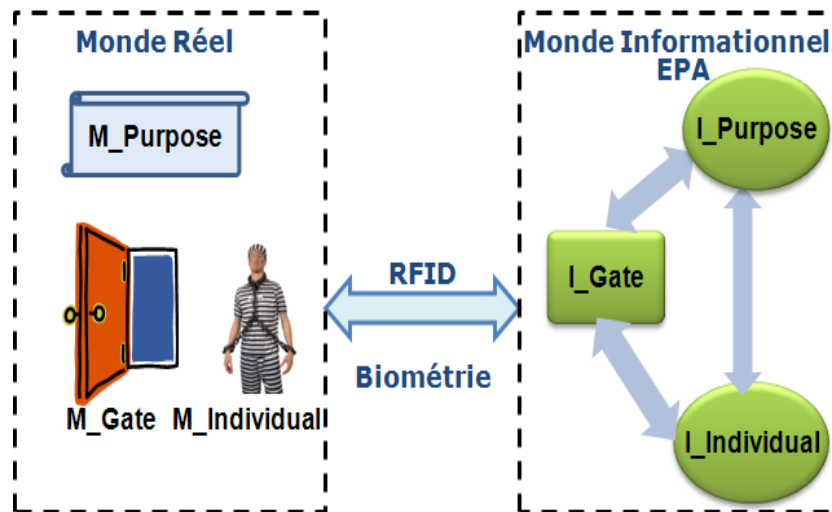 Monde Réel
M_Purpose
M_Gate M_Individual
RFID
Biométrie
Monde Informationnel
EPA
I_Purpose
I_Gate
I_Individual